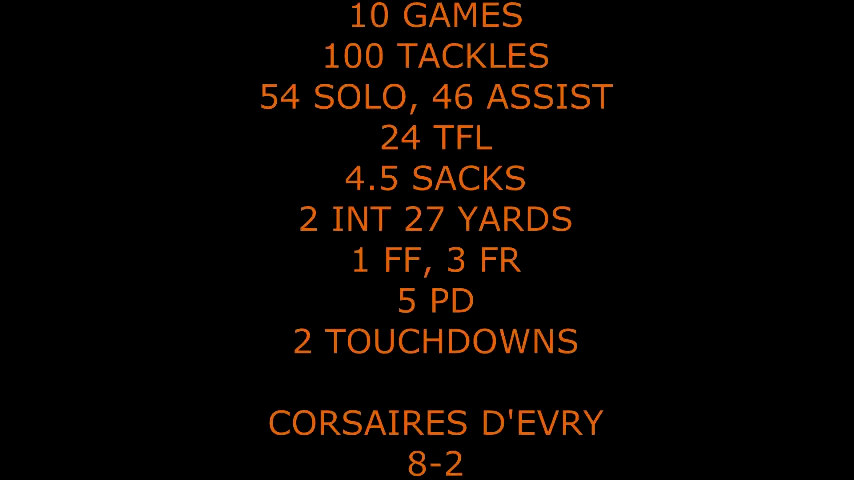 10 GAMES
100 TACKLES
54 SOLO, 46 ASSIST
24 TFL
4.5 SACKS
2 INT 27 YARDS
1 FF, 3 FR
5 PD
2 TOUCHDOWNS
CORSAIRES D'EVRY
8-2